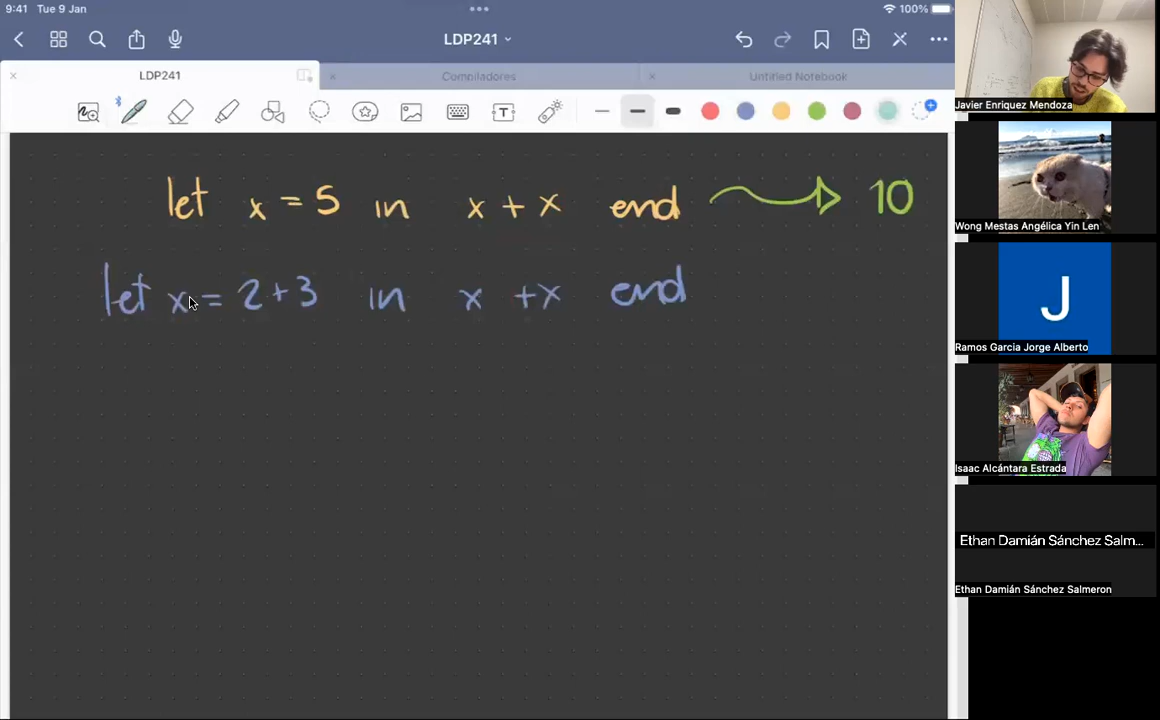 9:41 Tue 9 Jan 100%
LDP241
LDP241 Compiladores Untitled Notebook
T
let x = 5 in x + x end 10
let x = 2+3 in x +x end
Javier Enriquez Mendoza
Wong Mestas Angélica Yin Len
J
Ramos Garcia Jorge Alberto
Isaac Alcántara Estrada
Ethan Damián Sánchez Salm...
Ethan Damián Sánchez Salmeron